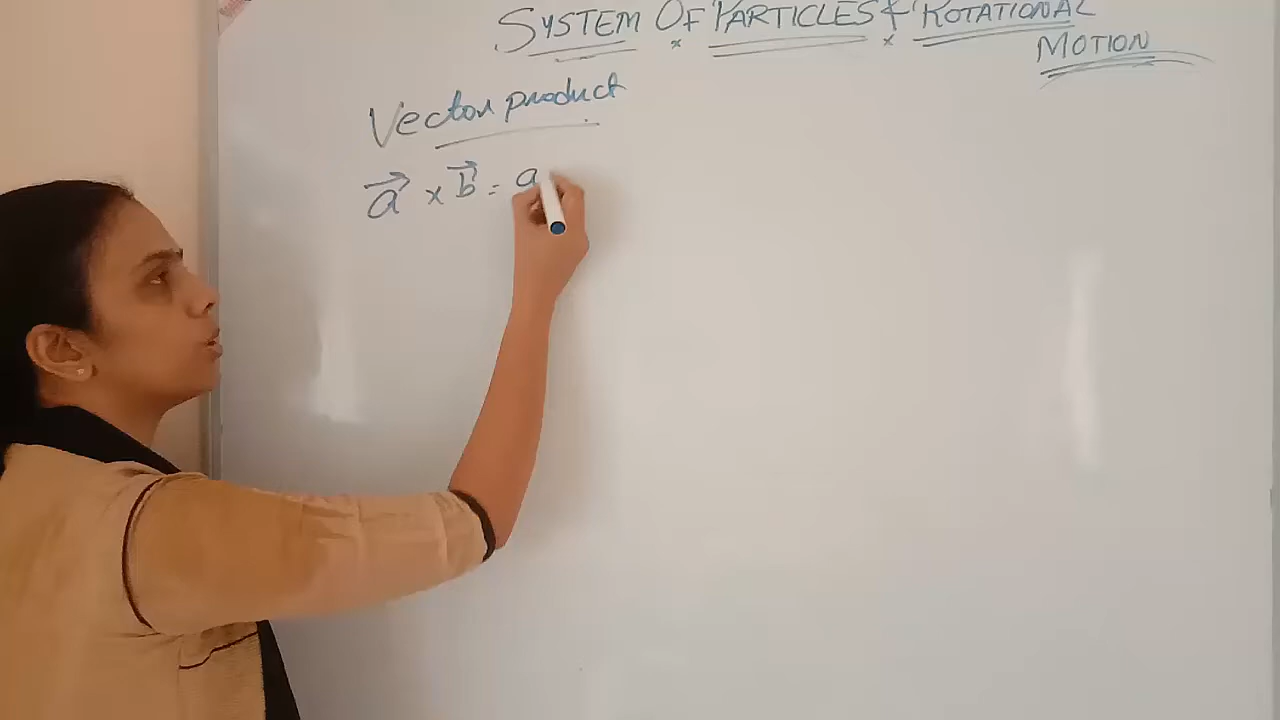 SYSTEM OF PARTICLES & ROTATIONAL
MOTION
Vector product
a⃗ × b⃗ = a